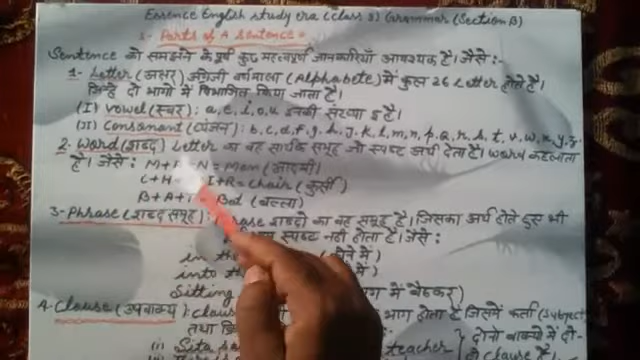 Essence English Study era (Class 8) Grammar (Section B)
1- Parts of A Sentence =
Sentence को समझने के पूर्व कुछ महत्वपूर्ण जानकारियाँ आवश्यक हैं। जैसे:
1- Letter (अक्षर) अंग्रेजी वर्णमाला (Alphabets) में कुल 26 Letter होते हैं।
जिन्हें दो भागों में विभाजित किया जाता है।
(I) Vowel (स्वर): a, e, i, o, u इनकी संख्या 5 है।
(II) Consonant (व्यंजन): b, c, d, f, g, h, j, k, l, m, n, p, q, r, s, t, v, w, x, y, z.
2. Word (शब्द) Letter का वह सार्थक समूह जो स्पष्ट अर्थ देता है। Word कहलाता
है। जैसे: M+ N = Man (आदमी)
C+H+ I+R = Chair (कुर्सी)
B+A+ Bat (बल्ला)
3- Phrase (शब्द समूह): शब्दो का वह समूह है। जिसका अर्थ होते हुए भी
स्पष्ट नहीं होता है। जैसे:
in the में)
into th में)
Sitting में बैठकर)
4- Clause (उपवाक्य): भाग होता है जिसमें कर्ता (Subject
तथा
(i) Sita teacher } दोनो वाक्यो में दो-